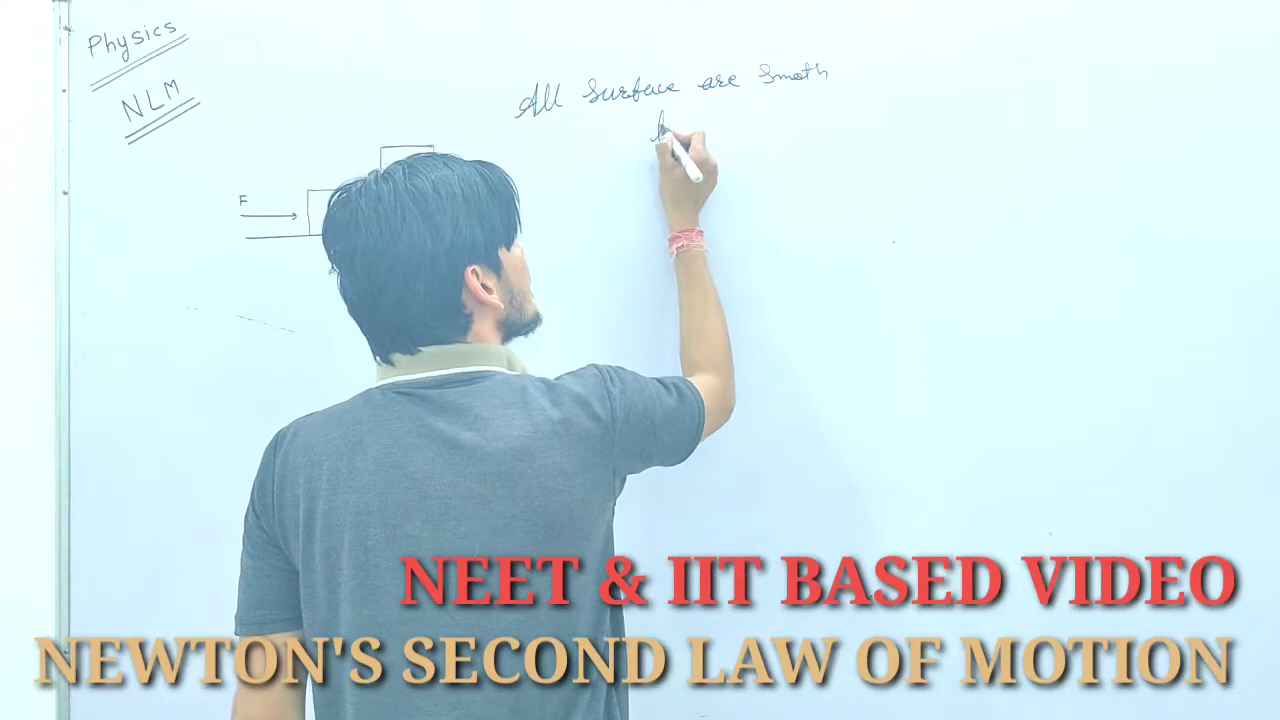 Physics
NLM
All Surface are Smoth
F
NEET & IIT BASED VIDEO
NEWTON'S SECOND LAW OF MOTION